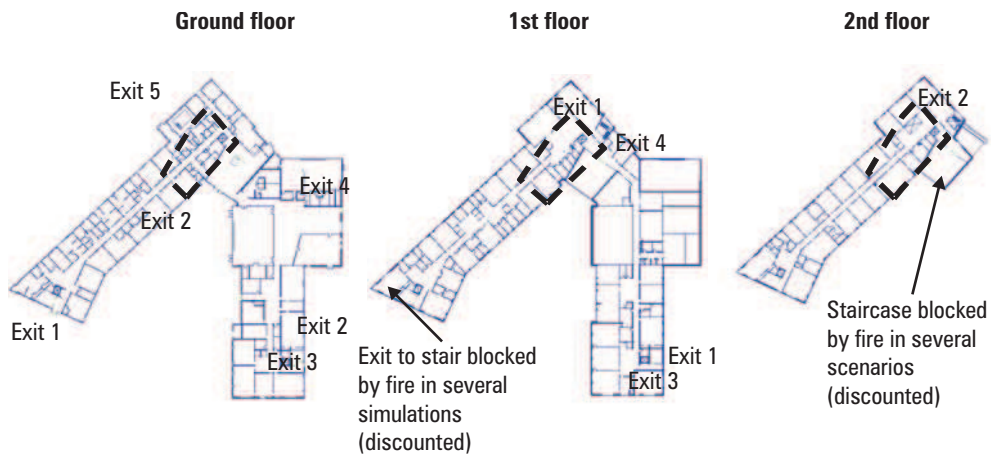 Ground floor
1st floor
2nd floor
Exit 5
Exit 4
Exit 2
Exit 1
Exit 2
Exit 3
Exit 1
Exit 4
Exit 1
Exit 3
Exit to stair blocked
by fire in several
simulations
(discounted)
Exit 2
Staircase blocked
by fire in several
scenarios
(discounted)